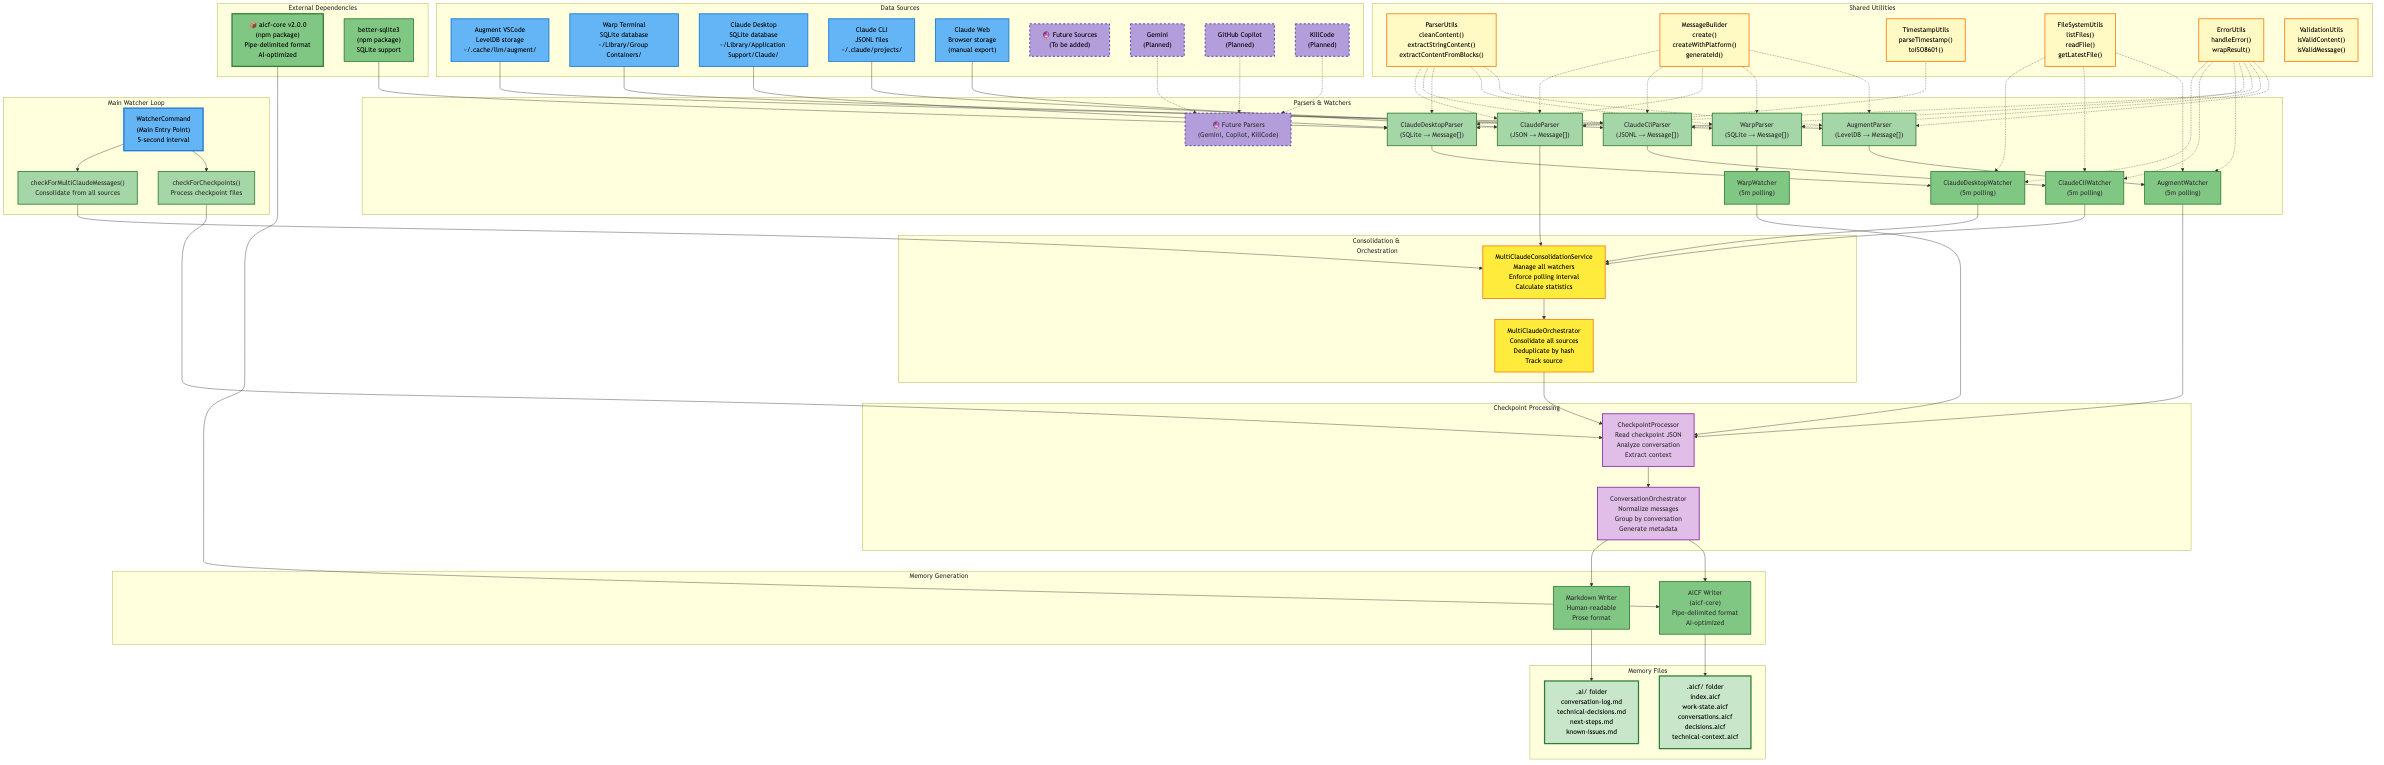 External Dependencies
📦 aicf-core v2.0.0
(npm package)
Pipe-delimited format
AI-optimized
better-sqlite3
(npm package)
SQLite support
Data Sources
Augment VSCode
LevelDB storage
~/.cache/llm/augment/
Warp Terminal
SQLite database
~/Library/Group
Containers/
Claude Desktop
SQLite database
~/Library/Application
Support/Claude/
Claude CLI
JSONL files
~/.claude/projects/
Claude Web
Browser storage
(manual export)
🔮 Future Sources
(To be added)
Gemini
(Planned)
GitHub Copilot
(Planned)
KillCode
(Planned)
Shared Utilities
ParserUtils
cleanContent()
extractStringContent()
extractContentFromBlocks()
MessageBuilder
create()
createWithPlatform()
generateId()
TimestampUtils
parseTimestamp()
toISO8601()
FileSystemUtils
listFiles()
readFile()
getLatestFile()
ErrorUtils
handleError()
wrapResult()
ValidationUtils
isValidContent()
isValidMessage()
Main Watcher Loop
WatcherCommand
(Main Entry Point)
5-second interval
checkForMultiClaudeMessages()
Consolidate from all sources
checkForCheckpoints()
Process checkpoint files
Parsers & Watchers
🔮 Future Parsers
(Gemini, Copilot, KillCode)
ClaudeDesktopParser
(SQLite → Message[])
ClaudeParser
(JSON → Message[])
ClaudeCliParser
(JSONL → Message[])
WarpParser
(SQLite → Message[])
AugmentParser
(LevelDB → Message[])
WarpWatcher
(5m polling)
ClaudeDesktopWatcher
(5m polling)
ClaudeCliWatcher
(5m polling)
AugmentWatcher
(5m polling)
Consolidation &
Orchestration
MultiClaudeConsolidationService
Manage all watchers
Enforce polling interval
Calculate statistics
MultiClaudeOrchestrator
Consolidate all sources
Deduplicate by hash
Track source
Checkpoint Processing
CheckpointProcessor
Read checkpoint JSON
Analyze conversation
Extract context
ConversationOrchestrator
Normalize messages
Group by conversation
Generate metadata
Memory Generation
Markdown Writer
Human-readable
Prose format
AICF Writer
(aicf-core)
Pipe-delimited format
AI-optimized
Memory Files
.ai/ folder
conversation-log.md
technical-decisions.md
next-steps.md
known-issues.md
.aicf/ folder
index.aicf
work-state.aicf
conversations.aicf
decisions.aicf
technical-context.aicf